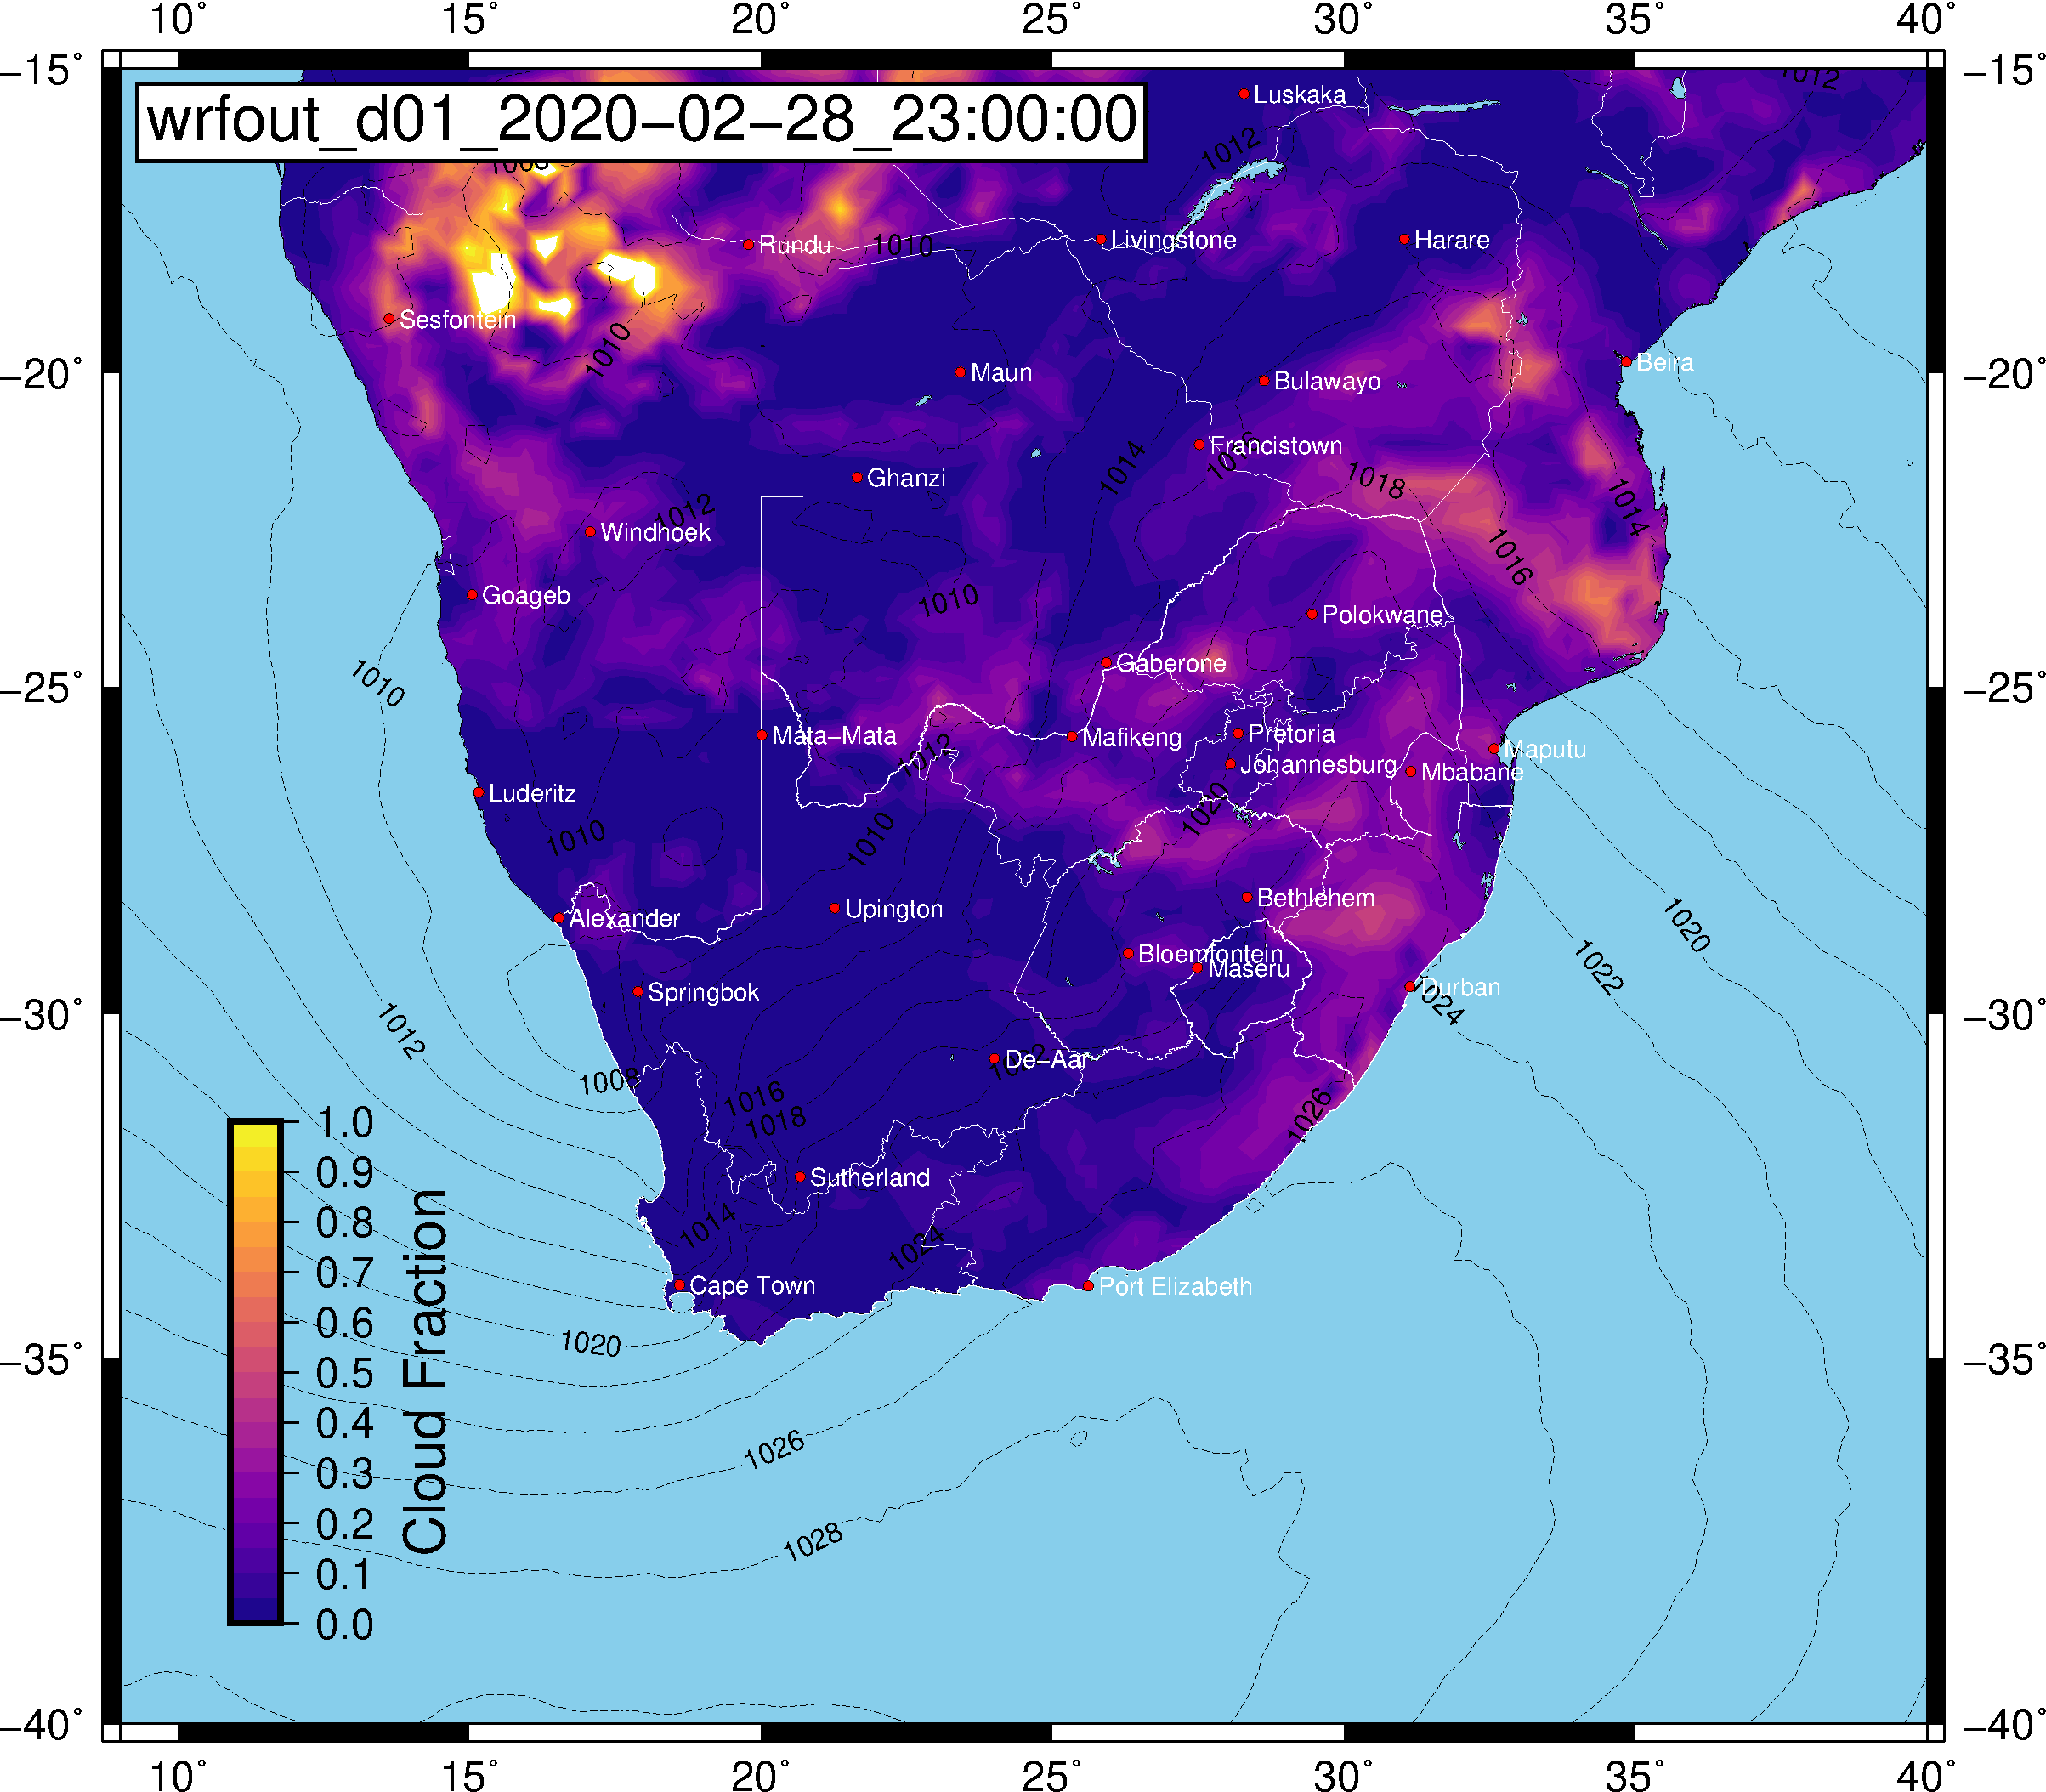 10° 15° 20° 25° 30° 35° 40°
−15° −15°
wrfout_d01_2020−02−28_23:00:00
1012
Luskaka
1012
1008
Rundu
1010
Livingstone
Harare
Sesfontein
1010
Beira
−20° −20°
Maun
Bulawayo
Francistown
1014
1016
Ghanzi
1018
1014
1012
Windhoek
1016
Goageb
1010
Polokwane
Gaberone
1010
−25° −25°
Mata−Mata
1012
Mafikeng
Pretoria
Maputu
Johannesburg
Mbabane
Luderitz
1020
1010
1010
Bethlehem
Upington
Alexander
1020
Bloemfontein
Maseru
1022
Springbok
Durban
1024
−30° −30°
1012
De−Aar
1022
1008
1016
1018
1026
1.0
0.9
Sutherland
0.8
1014
1024
0.7
Cape Town
Port Elizabeth
0.6
1020
−35° −35°
0.5
0.4
0.3
1026
0.2
1028
0.1
0.0
Cloud Fraction
−40° −40°
10° 15° 20° 25° 30° 35° 40°